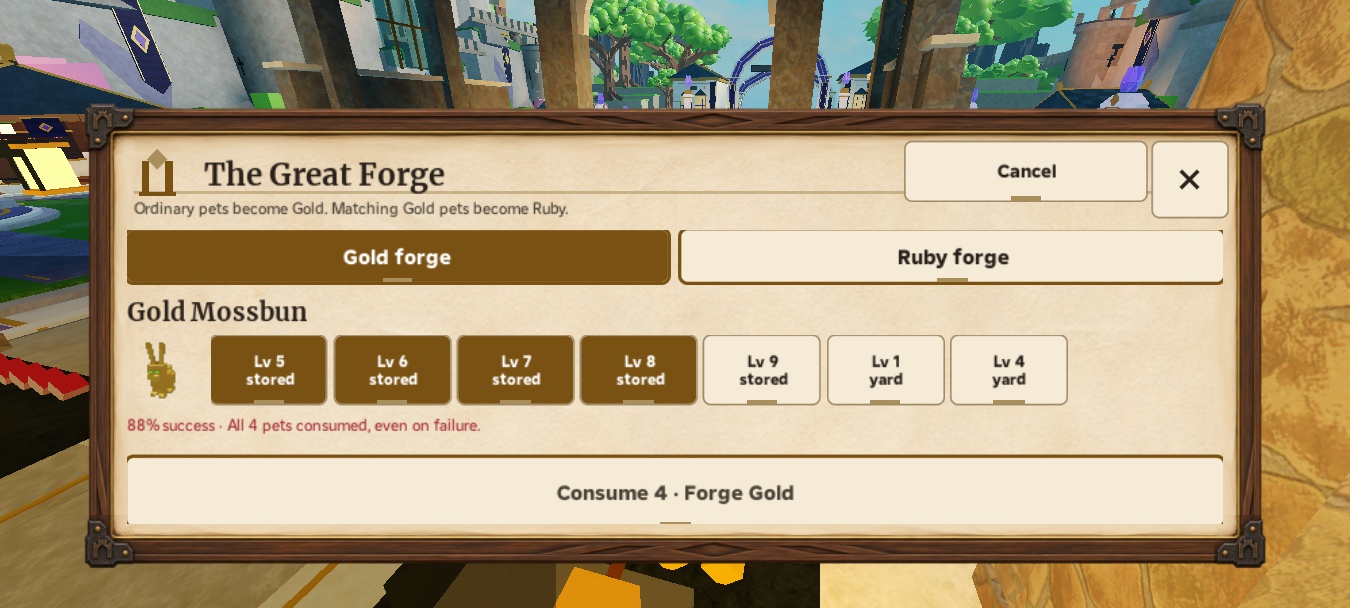 The Great Forge
Cancel
×
Ordinary pets become Gold. Matching Gold pets become Ruby.
Gold forge
Ruby forge
Gold Mossbun
Lv 5
stored
Lv 6
stored
Lv 7
stored
Lv 8
stored
Lv 9
stored
Lv 1
yard
Lv 4
yard
88% success · All 4 pets consumed, even on failure.
Consume 4 · Forge Gold